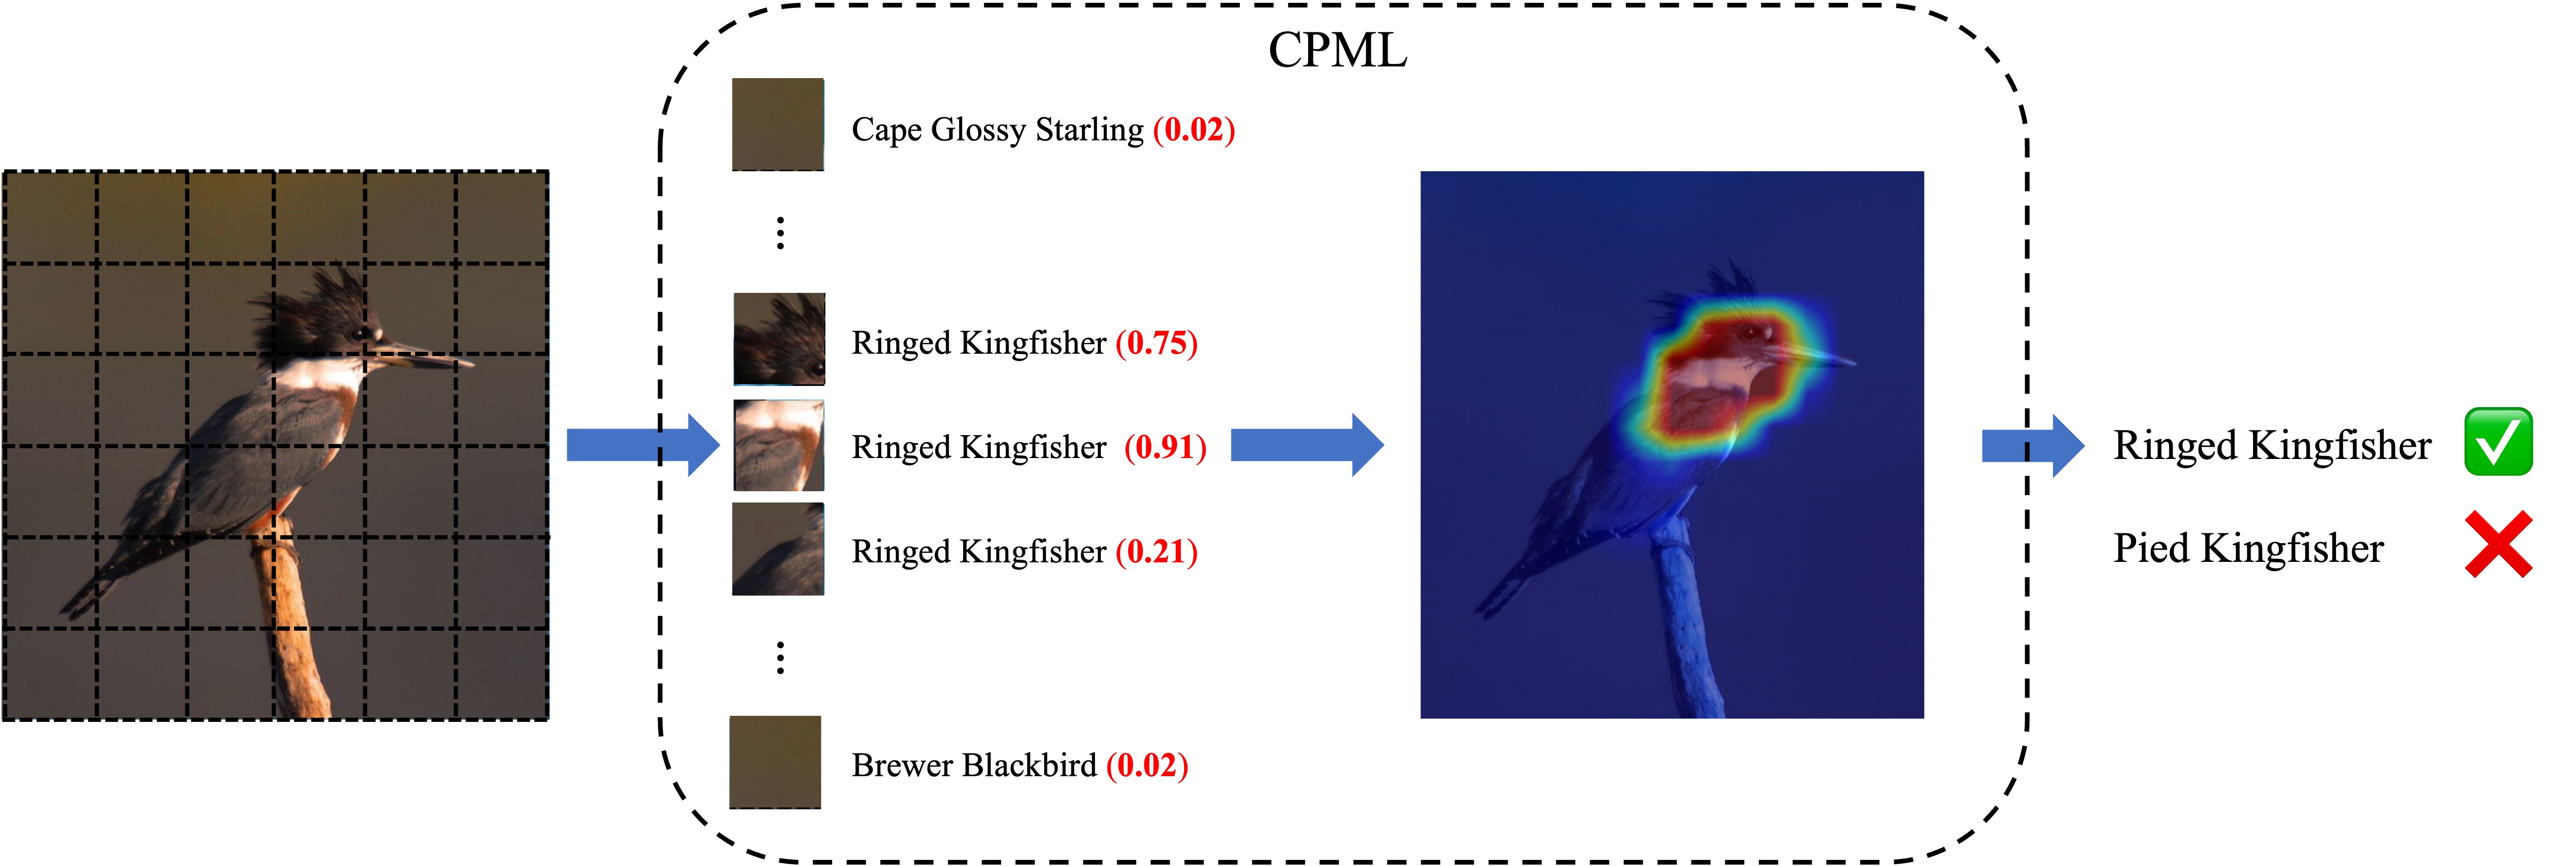 CPML
Cape Glossy Starling (0.02)
Ringed Kingfisher (0.75)
Ringed Kingfisher (0.91)
Ringed Kingfisher (0.21)
Brewer Blackbird (0.02)
Ringed Kingfisher
Pied Kingfisher